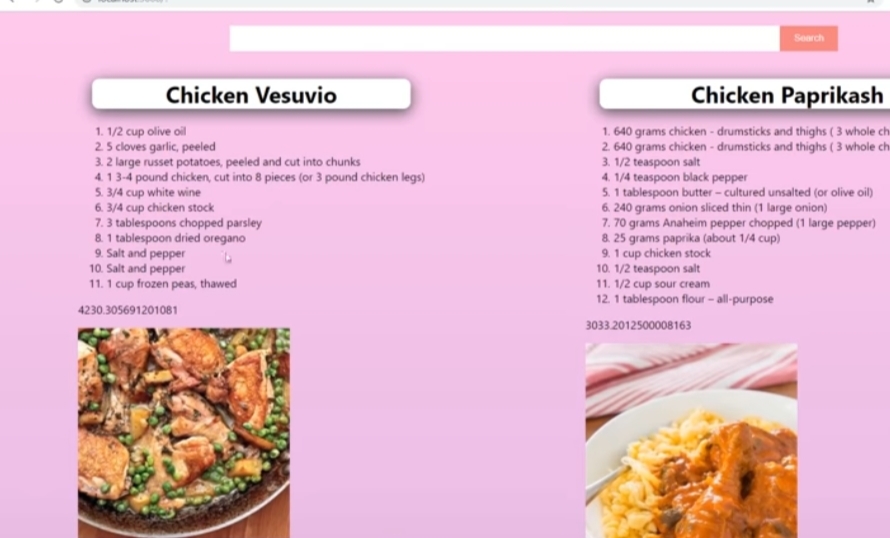 Search
Chicken Vesuvio
1. 1/2 cup olive oil
2. 5 cloves garlic, peeled
3. 2 large russet potatoes, peeled and cut into chunks
4. 1 3-4 pound chicken, cut into 8 pieces (or 3 pound chicken legs)
5. 3/4 cup white wine
6. 3/4 cup chicken stock
7. 3 tablespoons chopped parsley
8. 1 tablespoon dried oregano
9. Salt and pepper
10. Salt and pepper
11. 1 cup frozen peas, thawed
4230.305691201081
Chicken Paprikash
1. 640 grams chicken - drumsticks and thighs ( 3 whole
2. 640 grams chicken - drumsticks and thighs ( 3 whole
3. 1/2 teaspoon salt
4. 1/4 teaspoon black pepper
5. 1 tablespoon butter – cultured unsalted (or olive oil)
6. 240 grams onion sliced thin (1 large onion)
7. 70 grams Anaheim pepper chopped (1 large pepper)
8. 25 grams paprika (about 1/4 cup)
9. 1 cup chicken stock
10. 1/2 teaspoon salt
11. 1/2 cup sour cream
12. 1 tablespoon flour – all-purpose
3033.2012500008163